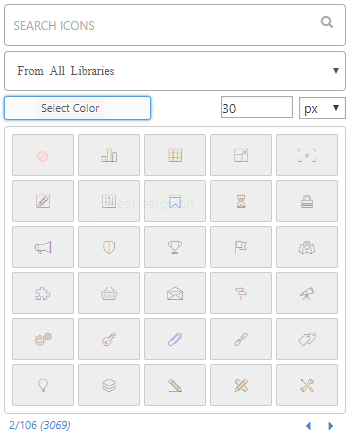 SEARCH ICONS
From All Libraries
Select Color
30
px
2/106 (3069)